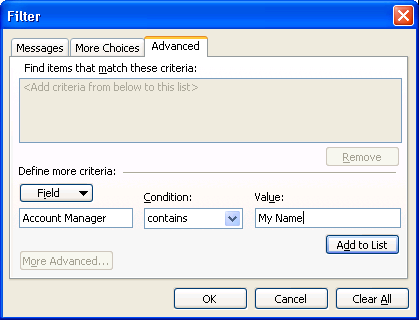 Filter
Messages More Choices Advanced
Find items that match these criteria:
<Add criteria from below to this list>
Remove
Define more criteria:
Field Condition: Value:
Account Manager contains My Name
Add to List
More Advanced...
OK Cancel Clear All